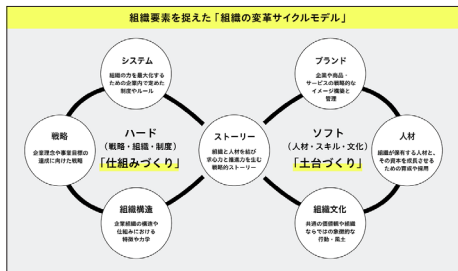 組織要素を捉えた「組織の変革サイクルモデル」
システム
組織の力を最大化する
ための企業内で定めた
制度やルール
ブランド
企業や商品・
サービスの戦略的な
イメージ構築と
管理
戦略
企業理念や事業目標の
達成に向けた戦略
ハード
(戦略・組織・制度)
「仕組みづくり」
ストーリー
組織と人材を結び
求心力と推進力を生む
戦略的ストーリー
ソフト
(人材・スキル・文化)
「土台づくり」
人材
組織が保有する人材と、
その資本を成長させる
ための育成や採用
組織構造
企業組織の構造や
仕組みにおける
特徴や力学
組織文化
共通の価値観や組織
ならではの象徴的な
行動・風土